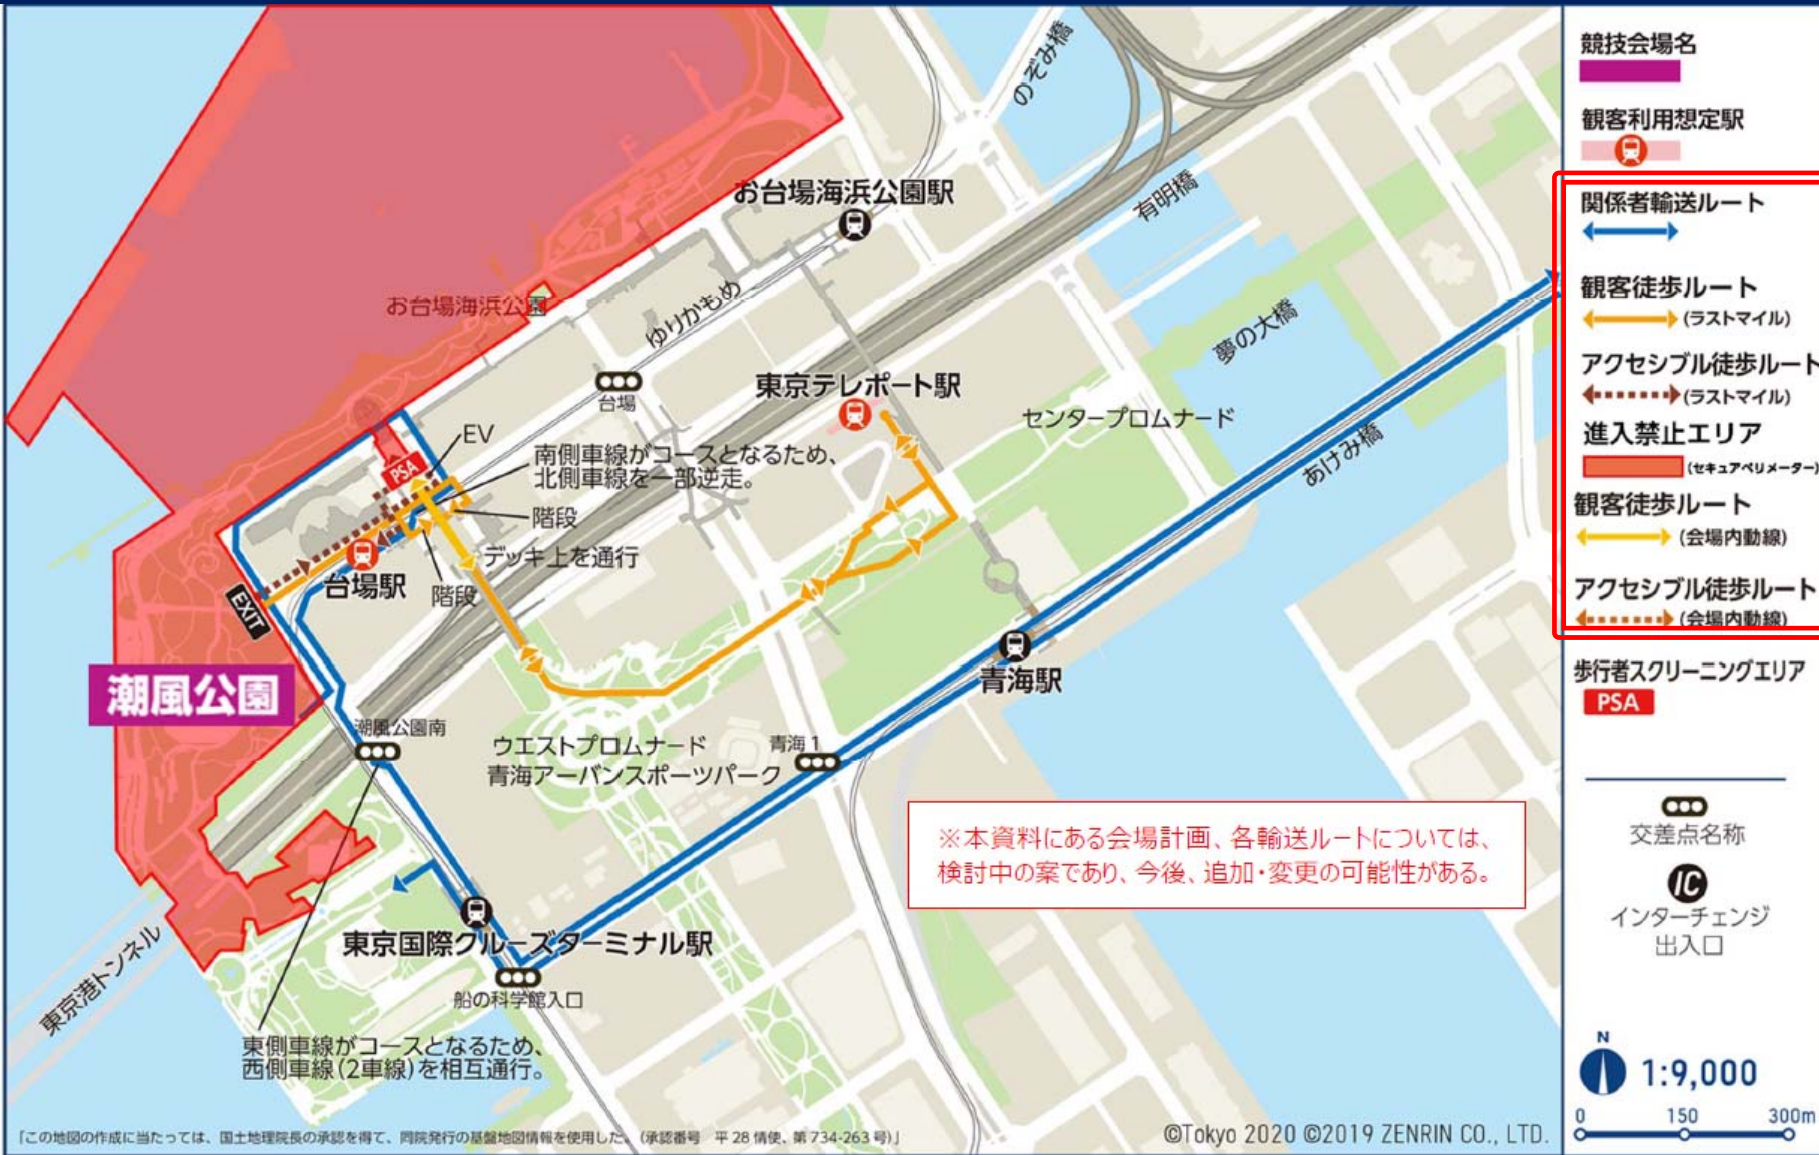 のぞみ橋
お台場海浜公園駅
有明橋
お台場海浜公園
ゆりかもめ
夢の大橋
台場
東京テレポート駅
センタープロムナード
あけみ橋
EV
PSA
南側車線がコースとなるため、
北側車線を一部逆走。
階段
デッキ上を通行
台場駅
階段
EXIT
潮風公園
青海駅
潮風公園南
ウエストプロムナード
青海アーバンスポーツパーク
青海1
※本資料にある会場計画、各輸送ルートについては、
検討中の案であり、今後、追加・変更の可能性がある。
東京国際クルーズターミナル駅
船の科学館入口
東京港トンネル
東側車線がコースとなるため、
西側車線(2車線)を相互通行。
「この地図の作成に当たっては、国土地理院長の承認を得て、同院発行の基盤地図情報を使用した。(承認番号 平28情使、第734-263号)」
©Tokyo 2020 ©2019 ZENRIN CO., LTD.
競技会場名
観客利用想定駅
関係者輸送ルート
観客徒歩ルート
(ラストマイル)
アクセシブル徒歩ルート
(ラストマイル)
進入禁止エリア
(セキュアペリメーター)
観客徒歩ルート
(会場内動線)
アクセシブル徒歩ルート
(会場内動線)
歩行者スクリーニングエリア
PSA
交差点名称
IC
インターチェンジ
出入口
N
1:9,000
0 150 300m